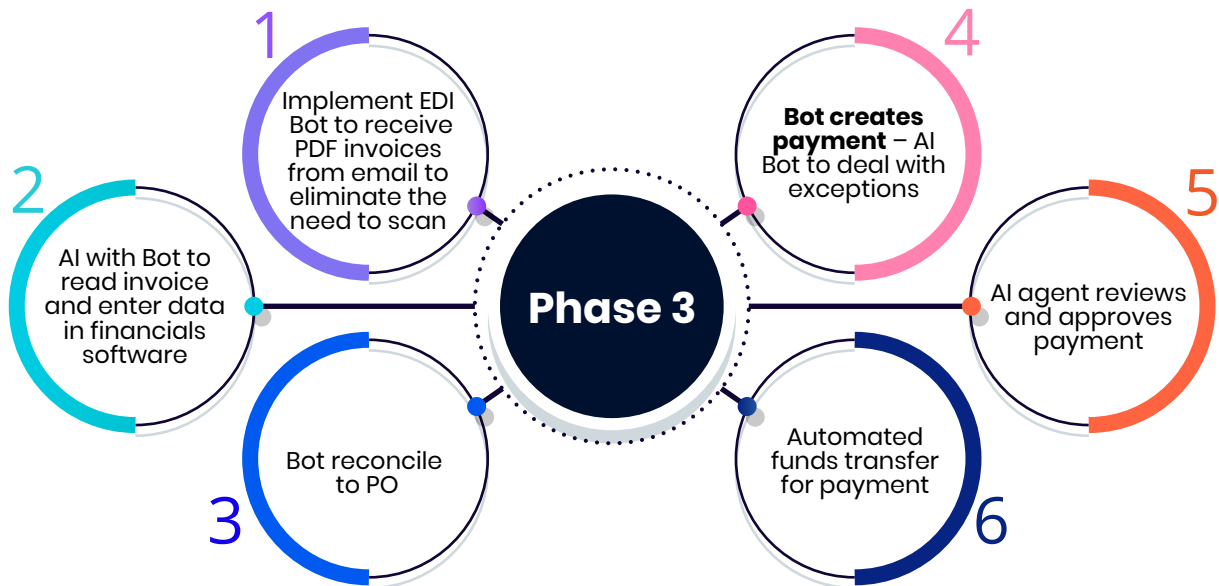 1
Implement EDI
Bot to receive
PDF invoices
from email to
eliminate the
need to scan
2
AI with Bot to
read invoice
and enter data
in financials
software
3
Bot reconcile
to PO
Phase 3
4
Bot creates
payment – AI
Bot to deal with
exceptions
5
AI agent reviews
and approves
payment
6
Automated
funds transfer
for payment